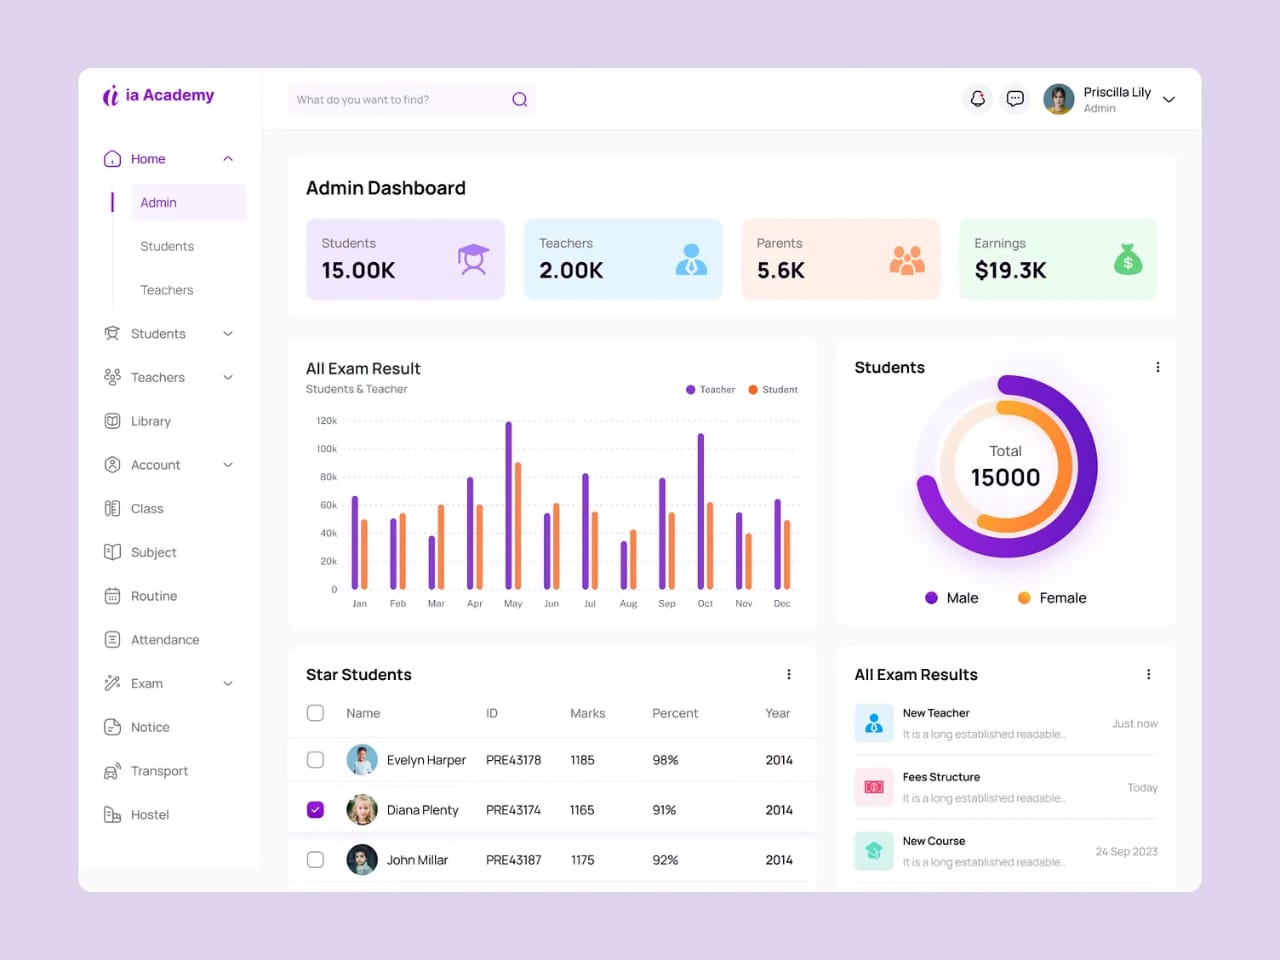 ia Academy
What do you want to find?
Priscilla Lily
Admin
Home
Admin
Students
Teachers
Students
Teachers
Library
Account
Class
Subject
Routine
Attendance
Exam
Notice
Transport
Hostel
Admin Dashboard
Students
15.00K
Teachers
2.00K
Parents
5.6K
Earnings
$19.3K
All Exam Result
Students & Teacher
Teacher
Student
120k
100k
80k
60k
40k
20k
0
Jan Feb Mar Apr May Jun Jul Aug Sep Oct Nov Dec
Students
Total
15000
Male
Female
Star Students
Name ID Marks Percent Year
Evelyn Harper PRE43178 1185 98% 2014
Diana Plenty PRE43174 1165 91% 2014
John Millar PRE43187 1175 92% 2014
All Exam Results
New Teacher
It is a long established readable..
Just now
Fees Structure
It is a long established readable..
Today
New Course
It is a long established readable..
24 Sep 2023